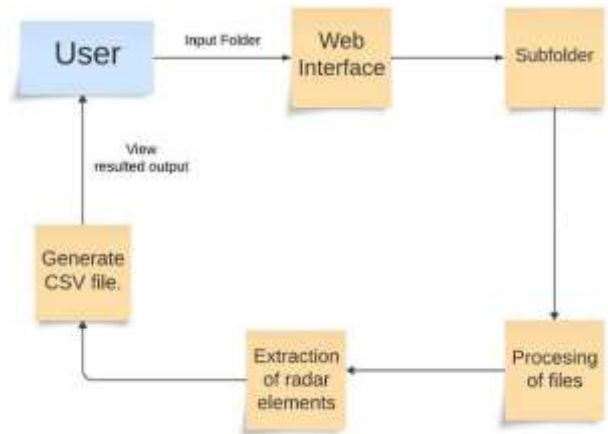 User
Input Folder
Web
Interface
Subfolder
View
resulted output
Generate
CSV file.
Extraction
of radar
elements
Procesing
of files